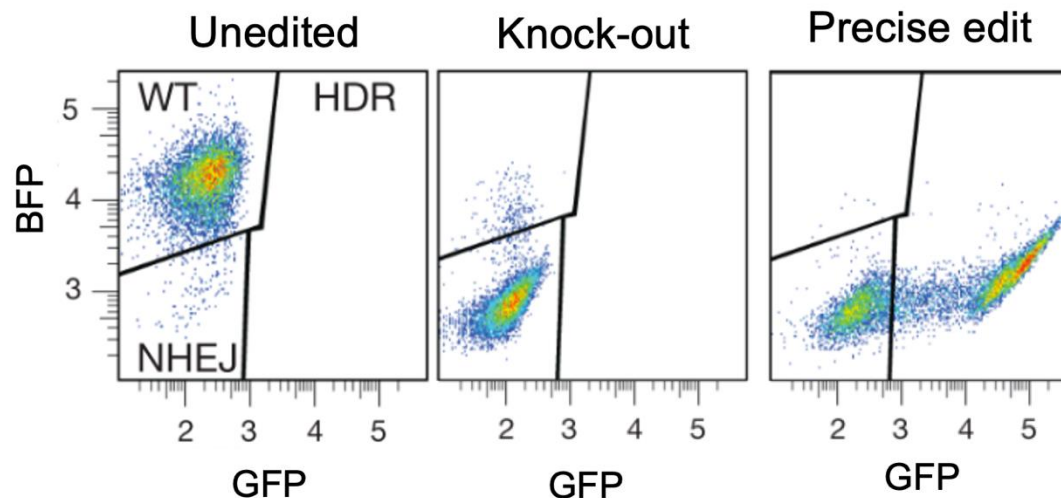 Unedited Knock-out Precise edit
WT HDR
NHEJ
BFP
5
4
3
2 3 4 5 2 3 4 5 2 3 4 5
GFP GFP GFP